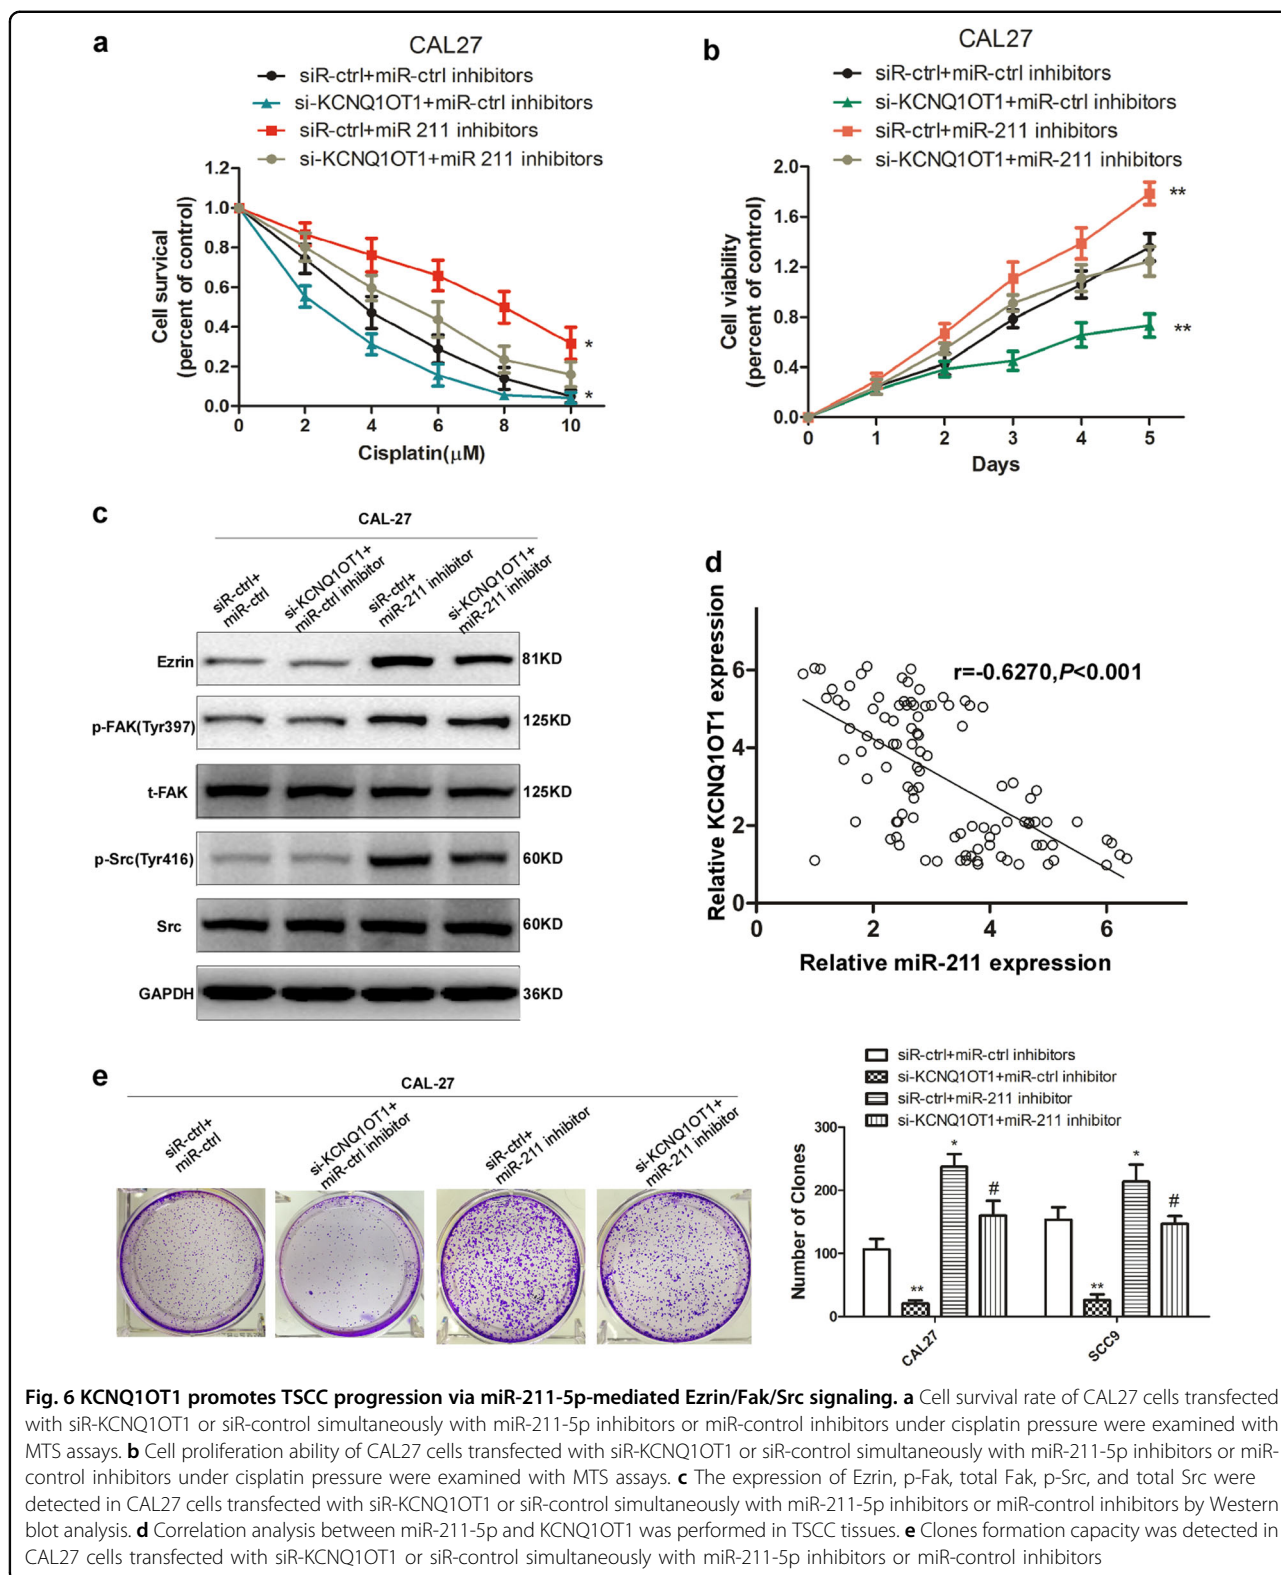 a
CAL27
siR-ctrl+miR-ctrl inhibitors
si-KCNQ1OT1+miR-ctrl inhibitors
siR-ctrl+miR 211 inhibitors
si-KCNQ1OT1+miR 211 inhibitors
Cell survical
(percent of control)
1.2
1.0
0.8
0.6
0.4
0.2
0.0
*
*
0 2 4 6 8 10
Cisplatin(μM)
b
CAL27
siR-ctrl+miR-ctrl inhibitors
si-KCNQ1OT1+miR-ctrl inhibitors
siR-ctrl+miR-211 inhibitors
si-KCNQ1OT1+miR-211 inhibitors
Cell viability
(percent of control)
2.0
1.6
1.2
0.8
0.4
0.0
**
**
0 1 2 3 4 5
Days
c
CAL-27
siR-ctrl+
miR-ctrl
si-KCNQ1OT1+
miR-ctrl inhibitor
siR-ctrl+
miR-211 inhibitor
si-KCNQ1OT1+
miR-211 inhibitor
Ezrin 81KD
p-FAK(Tyr397) 125KD
t-FAK 125KD
p-Src(Tyr416) 60KD
Src 60KD
GAPDH 36KD
d
Relative KCNQ1OT1 expression
r=-0.6270,P<0.001
6
4
2
0
0 2 4 6
Relative miR-211 expression
e
CAL-27
siR-ctrl+
miR-ctrl
si-KCNQ1OT1+
miR-ctrl inhibitor
siR-ctrl+
miR-211 inhibitor
si-KCNQ1OT1+
miR-211 inhibitor
siR-ctrl+miR-ctrl inhibitors
si-KCNQ1OT1+miR-ctrl inhibitor
siR-ctrl+miR-211 inhibitor
si-KCNQ1OT1+miR-211 inhibitor
Number of Clones
300
200
100
0
** * #
** * #
CAL27
SCC9
Fig. 6 KCNQ1OT1 promotes TSCC progression via miR-211-5p-mediated Ezrin/Fak/Src signaling. a Cell survival rate of CAL27 cells transfected
with siR-KCNQ1OT1 or siR-control simultaneously with miR-211-5p inhibitors or miR-control inhibitors under cisplatin pressure were examined with
MTS assays. b Cell proliferation ability of CAL27 cells transfected with siR-KCNQ1OT1 or siR-control simultaneously with miR-211-5p inhibitors or miR-
control inhibitors under cisplatin pressure were examined with MTS assays. c The expression of Ezrin, p-Fak, total Fak, p-Src, and total Src were
detected in CAL27 cells transfected with siR-KCNQ1OT1 or siR-control simultaneously with miR-211-5p inhibitors or miR-control inhibitors by Western
blot analysis. d Correlation analysis between miR-211-5p and KCNQ1OT1 was performed in TSCC tissues. e Clones formation capacity was detected in
CAL27 cells transfected with siR-KCNQ1OT1 or siR-control simultaneously with miR-211-5p inhibitors or miR-control inhibitors